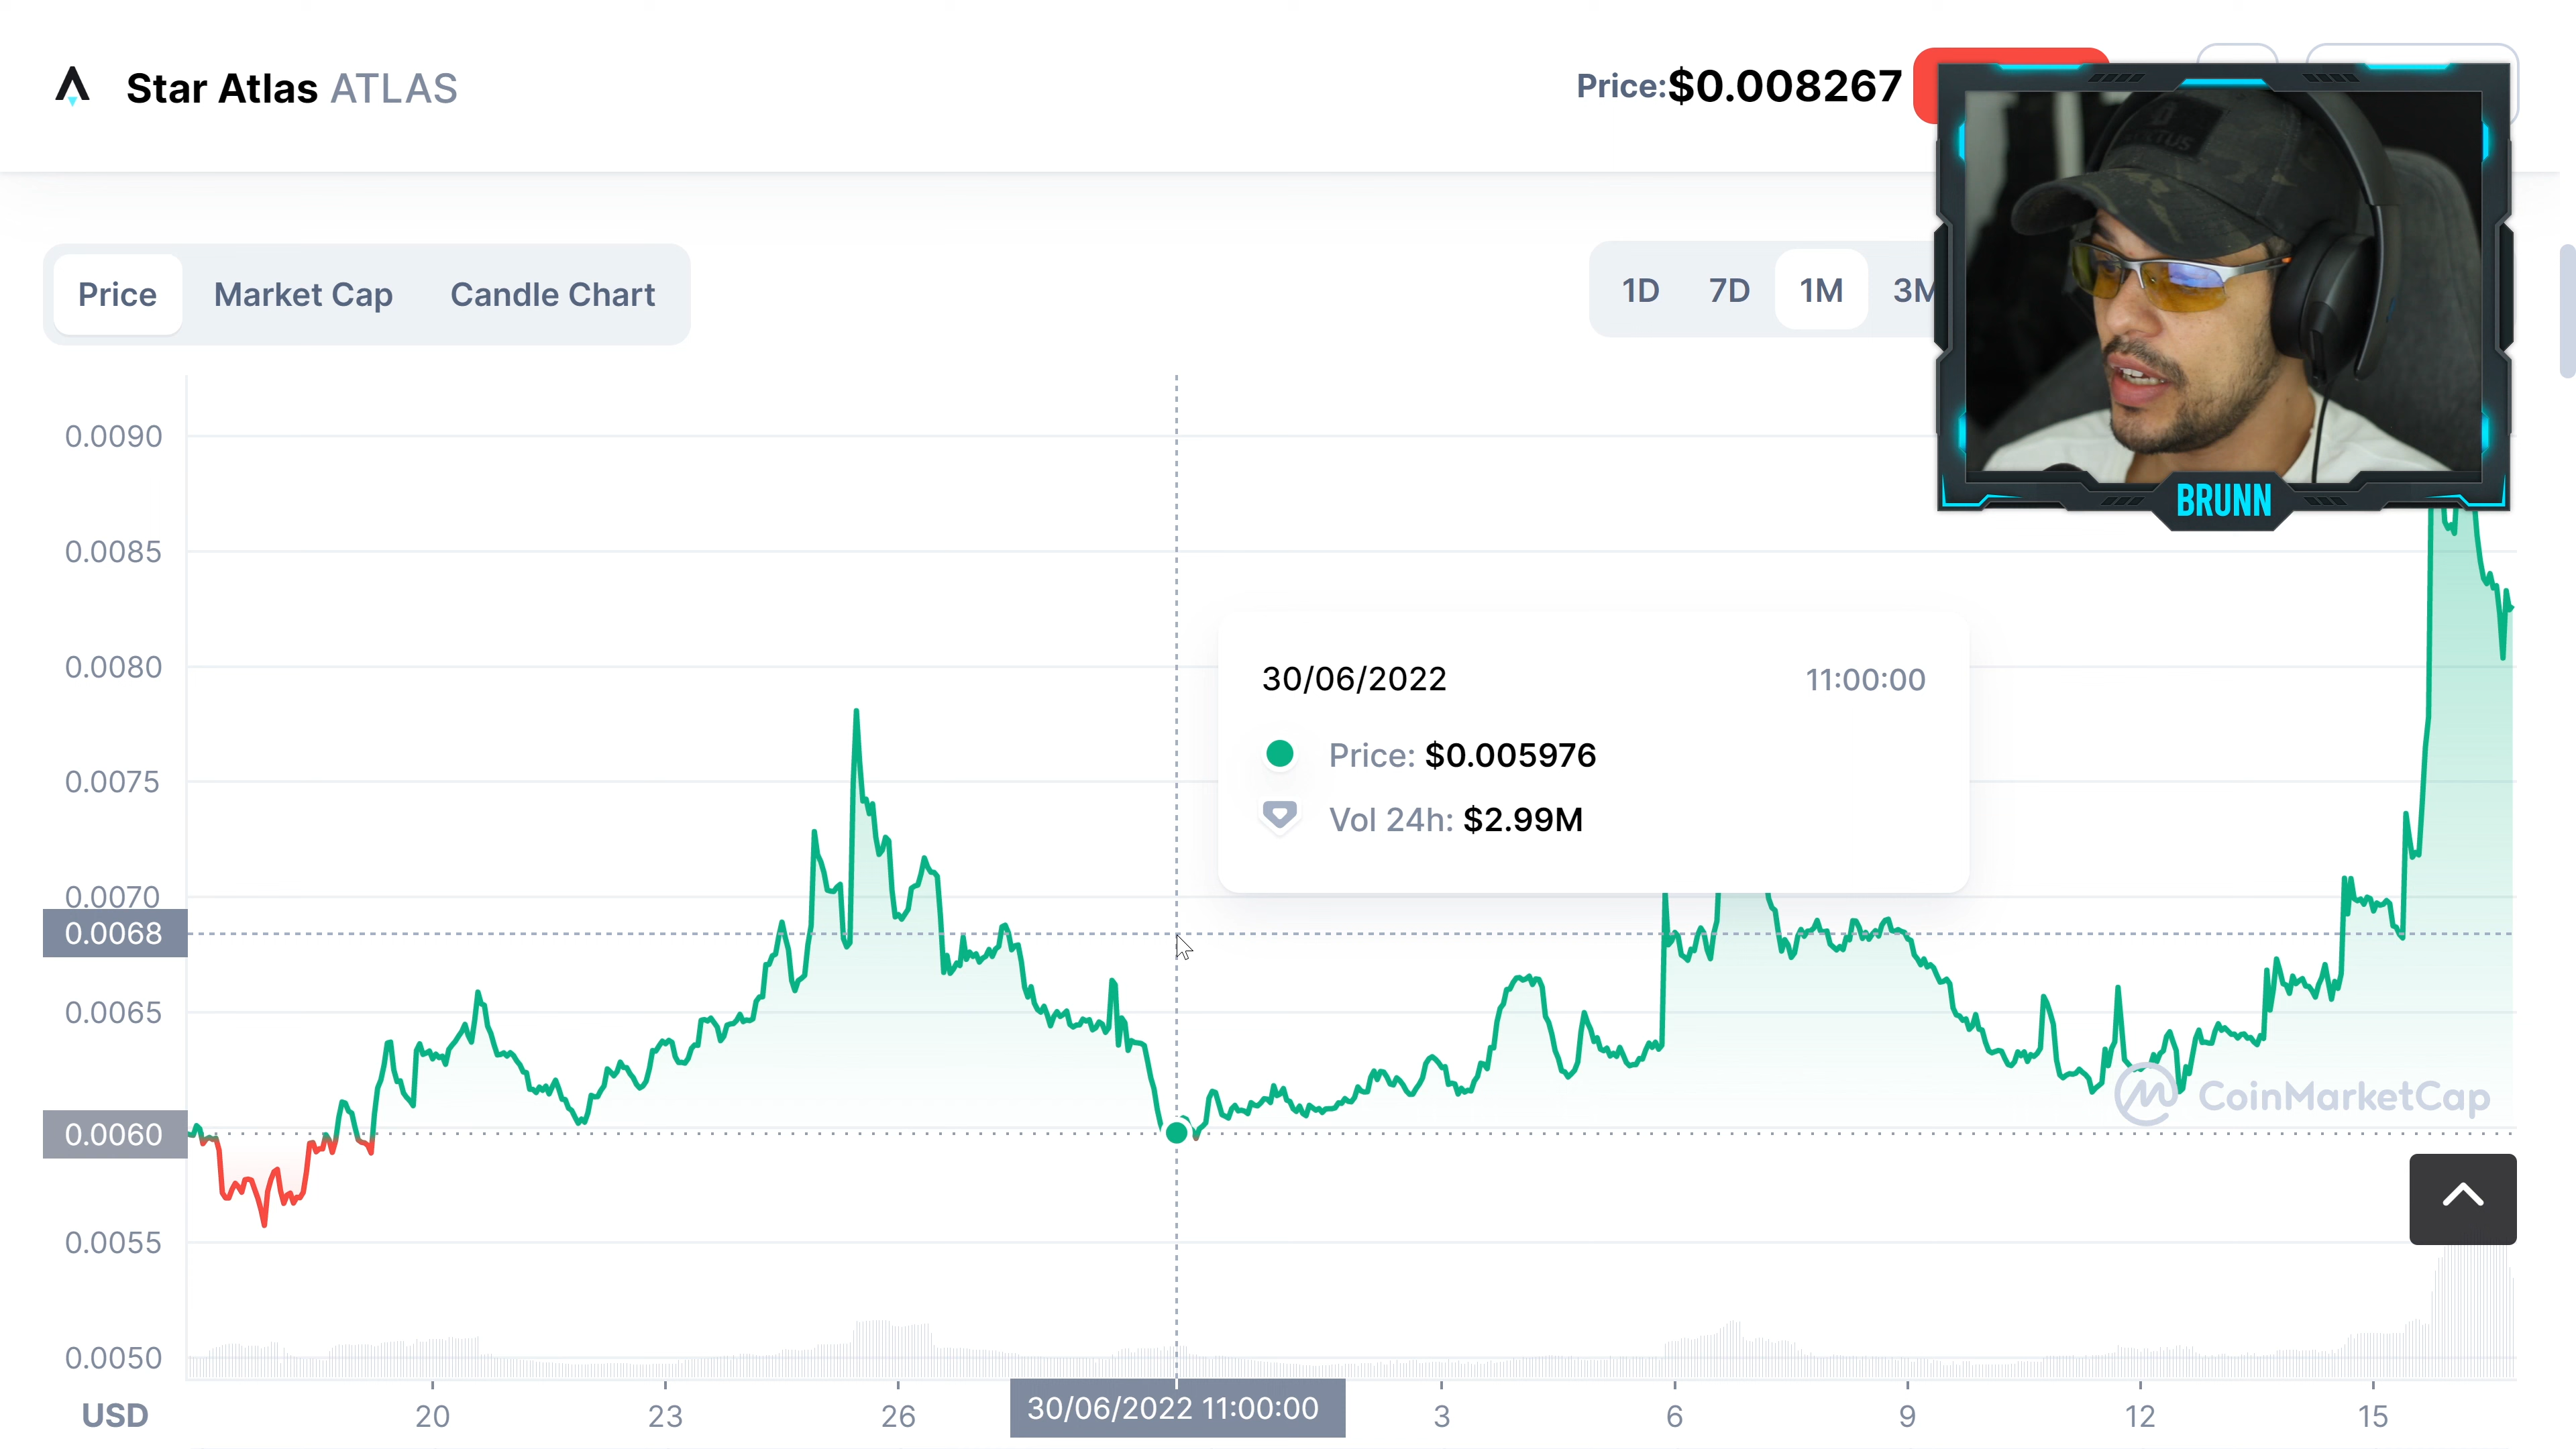 Star Atlas ATLAS
Price:$0.008267
Price Market Cap Candle Chart
1D 7D 1M 3M
BRUNN
0.0090
0.0085
0.0080
0.0075
0.0070
0.0068
0.0065
0.0060
0.0055
0.0050
30/06/2022 11:00:00
Price: $0.005976
Vol 24h: $2.99M
CoinMarketCap
USD 20 23 26 30/06/2022 11:00:00 3 6 9 12 15